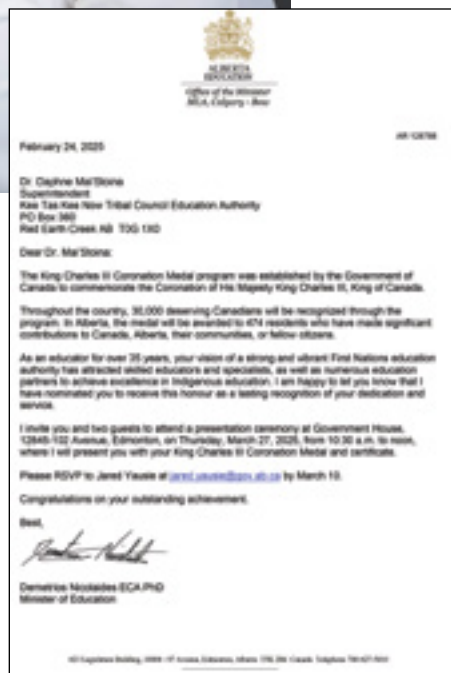 ALBERTA
EDUCATION
Office of the Minister
MLA, Calgary - Bow
AR 128788
February 24, 2025
Dr. Daphne Mai'Stoina
Superintendent
Kee Tas Kee Now Tribal Council Education Authority
PO Box 360
Red Earth Creek AB T0G 1X0
Dear Dr. Mai'Stoina:
The King Charles III Coronation Medal program was established by the Government of
Canada to commemorate the Coronation of His Majesty King Charles III, King of Canada.
Throughout the country, 30,000 deserving Canadians will be recognized through the
program. In Alberta, the medal will be awarded to 474 residents who have made significant
contributions to Canada, Alberta, their communities, or fellow citizens.
As an educator for over 35 years, your vision of a strong and vibrant First Nations education
authority has attracted skilled educators and specialists, as well as numerous education
partners to achieve excellence in Indigenous education. I am happy to let you know that I
have nominated you to receive this honour as a lasting recognition of your dedication and
service.
I invite you and two guests to attend a presentation ceremony at Government House,
12845-102 Avenue, Edmonton, on Thursday, March 27, 2025, from 10:30 a.m. to noon,
where I will present you with your King Charles III Coronation Medal and certificate.
Please RSVP to Jared Yausie at jared.yausie@gov.ab.ca by March 10.
Congratulations on your outstanding achievement.
Best,
Demetrios Nicolaides ECA PhD
Minister of Education
Legislature Building, Avenue, Edmonton, Alberta Canada Telephone